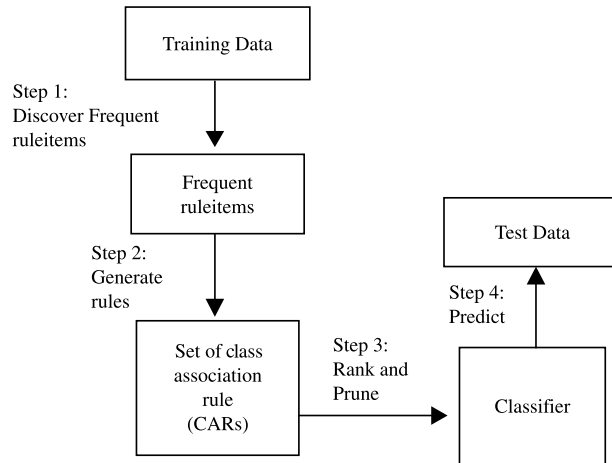 Training Data
Step 1:
Discover Frequent
ruleitems
Frequent
ruleitems
Step 2:
Generate
rules
Set of class
association
rule
(CARs)
Step 3:
Rank and
Prune
Classifier
Step 4:
Predict
Test Data